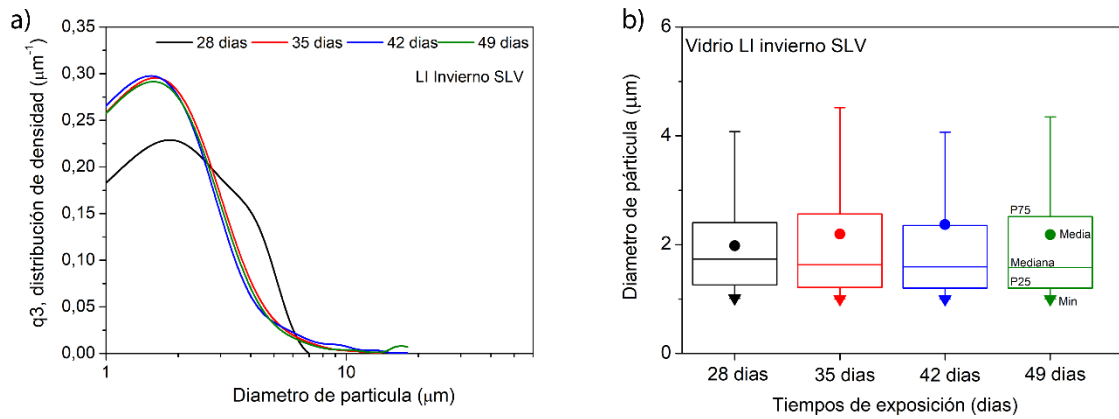 a)
q3, distribución de densidad (μm⁻¹)
0,35
0,30
0,25
0,20
0,15
0,10
0,05
0,00
28 dias 35 dias 42 dias 49 dias
LI Invierno SLV
1 10
Diametro de particula (μm)
b)
Diametro de párticula (μm)
6
4
2
0
Vidrio LI invierno SLV
P75
Media
Mediana
P25
Min
28 dias 35 dias 42 dias 49 dias
Tiempos de exposición (dias)